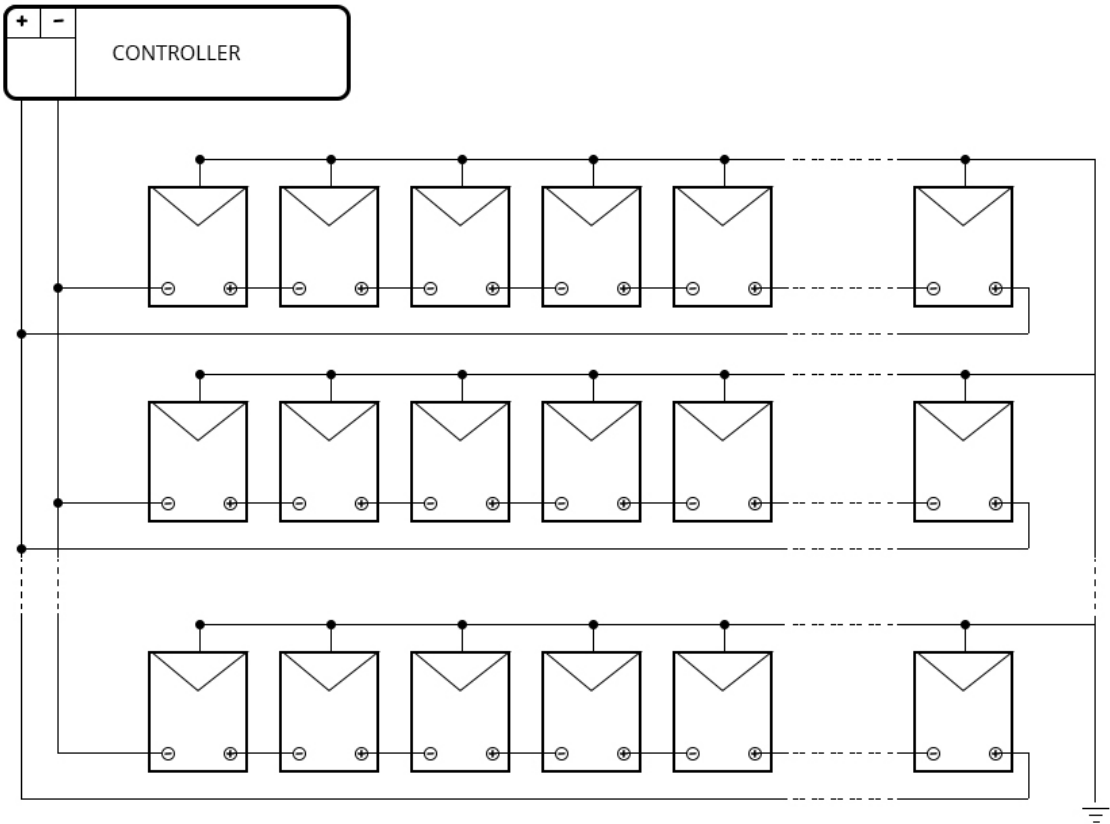 + −
CONTROLLER
− + − + − + − + − + − +
− + − + − + − + − + − +
− + − + − + − + − + − +